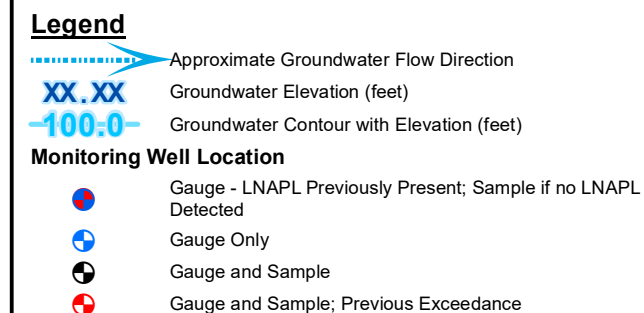 Legend
Approximate Groundwater Flow Direction
XX.XX Groundwater Elevation (feet)
100.0 Groundwater Contour with Elevation (feet)
Monitoring Well Location
Gauge - LNAPL Previously Present; Sample if no LNAPL
Detected
Gauge Only
Gauge and Sample
Gauge and Sample; Previous Exceedance